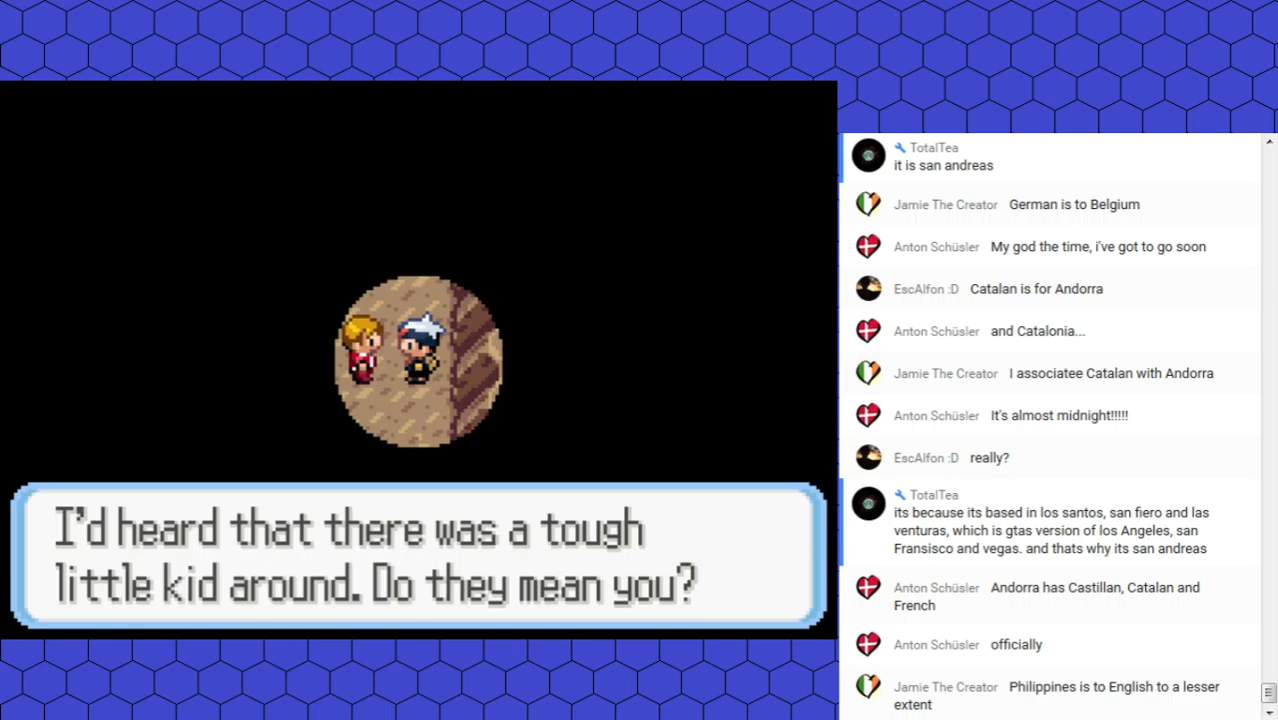 I'd heard that there was a tough
little kid around. Do they mean you?
TotalTea
it is san andreas
Jamie The Creator German is to Belgium
Anton Schüsler My god the time, i've got to go soon
EscAlfon :D Catalan is for Andorra
Anton Schüsler and Catalonia...
Jamie The Creator I associatee Catalan with Andorra
Anton Schüsler It's almost midnight!!!!!
EscAlfon :D really?
TotalTea
its because its based in los santos, san fiero and las
venturas, which is gtas version of los Angeles, san
Fransisco and vegas. and thats why its san andreas
Anton Schüsler Andorra has Castillan, Catalan and
French
Anton Schüsler officially
Jamie The Creator Philippines is to English to a lesser
extent